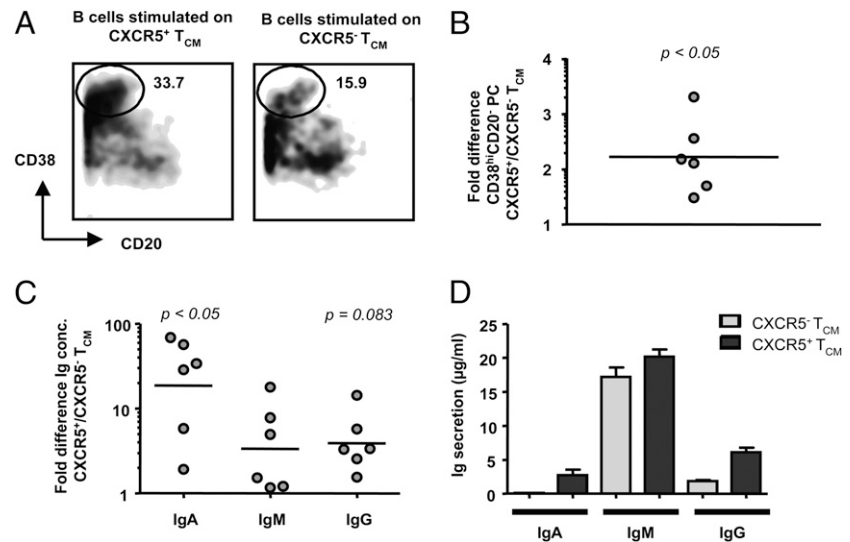 A
B cells stimulated on
CXCR5⁺ T_CM
B cells stimulated on
CXCR5⁻ T_CM
33.7
15.9
CD38
CD20
B
p < 0.05
Fold difference
CD38ʰⁱ/CD20⁻ PC
CXCR5⁺/CXCR5⁻ T_CM
4
3
2
1
C
p < 0.05
p = 0.083
Fold difference Ig conc.
CXCR5⁺/CXCR5⁻ T_CM
100
10
1
IgA
IgM
IgG
D
CXCR5⁻ T_CM
CXCR5⁺ T_CM
Ig secretion (µg/ml)
25
20
15
10
5
0
IgA
IgM
IgG